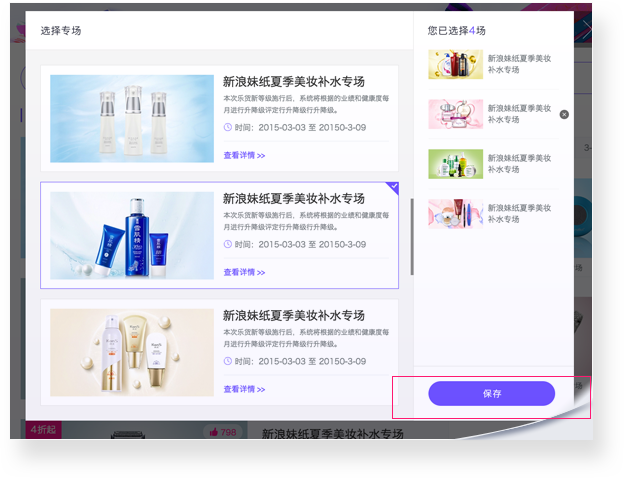 选择专场
新浪妹纸夏季美妆补水专场
本次乐货新等级施行后，系统将根据的业绩和健康度每
月进行升降级评定行升降级行升降级。
时间：2015-03-03 至 20150-3-09
查看详情 >>
新浪妹纸夏季美妆补水专场
本次乐货新等级施行后，系统将根据的业绩和健康度每
月进行升降级评定行升降级行升降级。
时间：2015-03-03 至 20150-3-09
查看详情 >>
雪肌精
新浪妹纸夏季美妆补水专场
本次乐货新等级施行后，系统将根据的业绩和健康度每
月进行升降级评定行升降级行升降级。
时间：2015-03-03 至 20150-3-09
查看详情 >>
您已选择4场
新浪妹纸夏季美妆
补水专场
新浪妹纸夏季美妆
补水专场
新浪妹纸夏季美妆
补水专场
新浪妹纸夏季美妆
补水专场
保存
4折起
798
新浪妹纸夏季美妆补水专场
3-
场
场